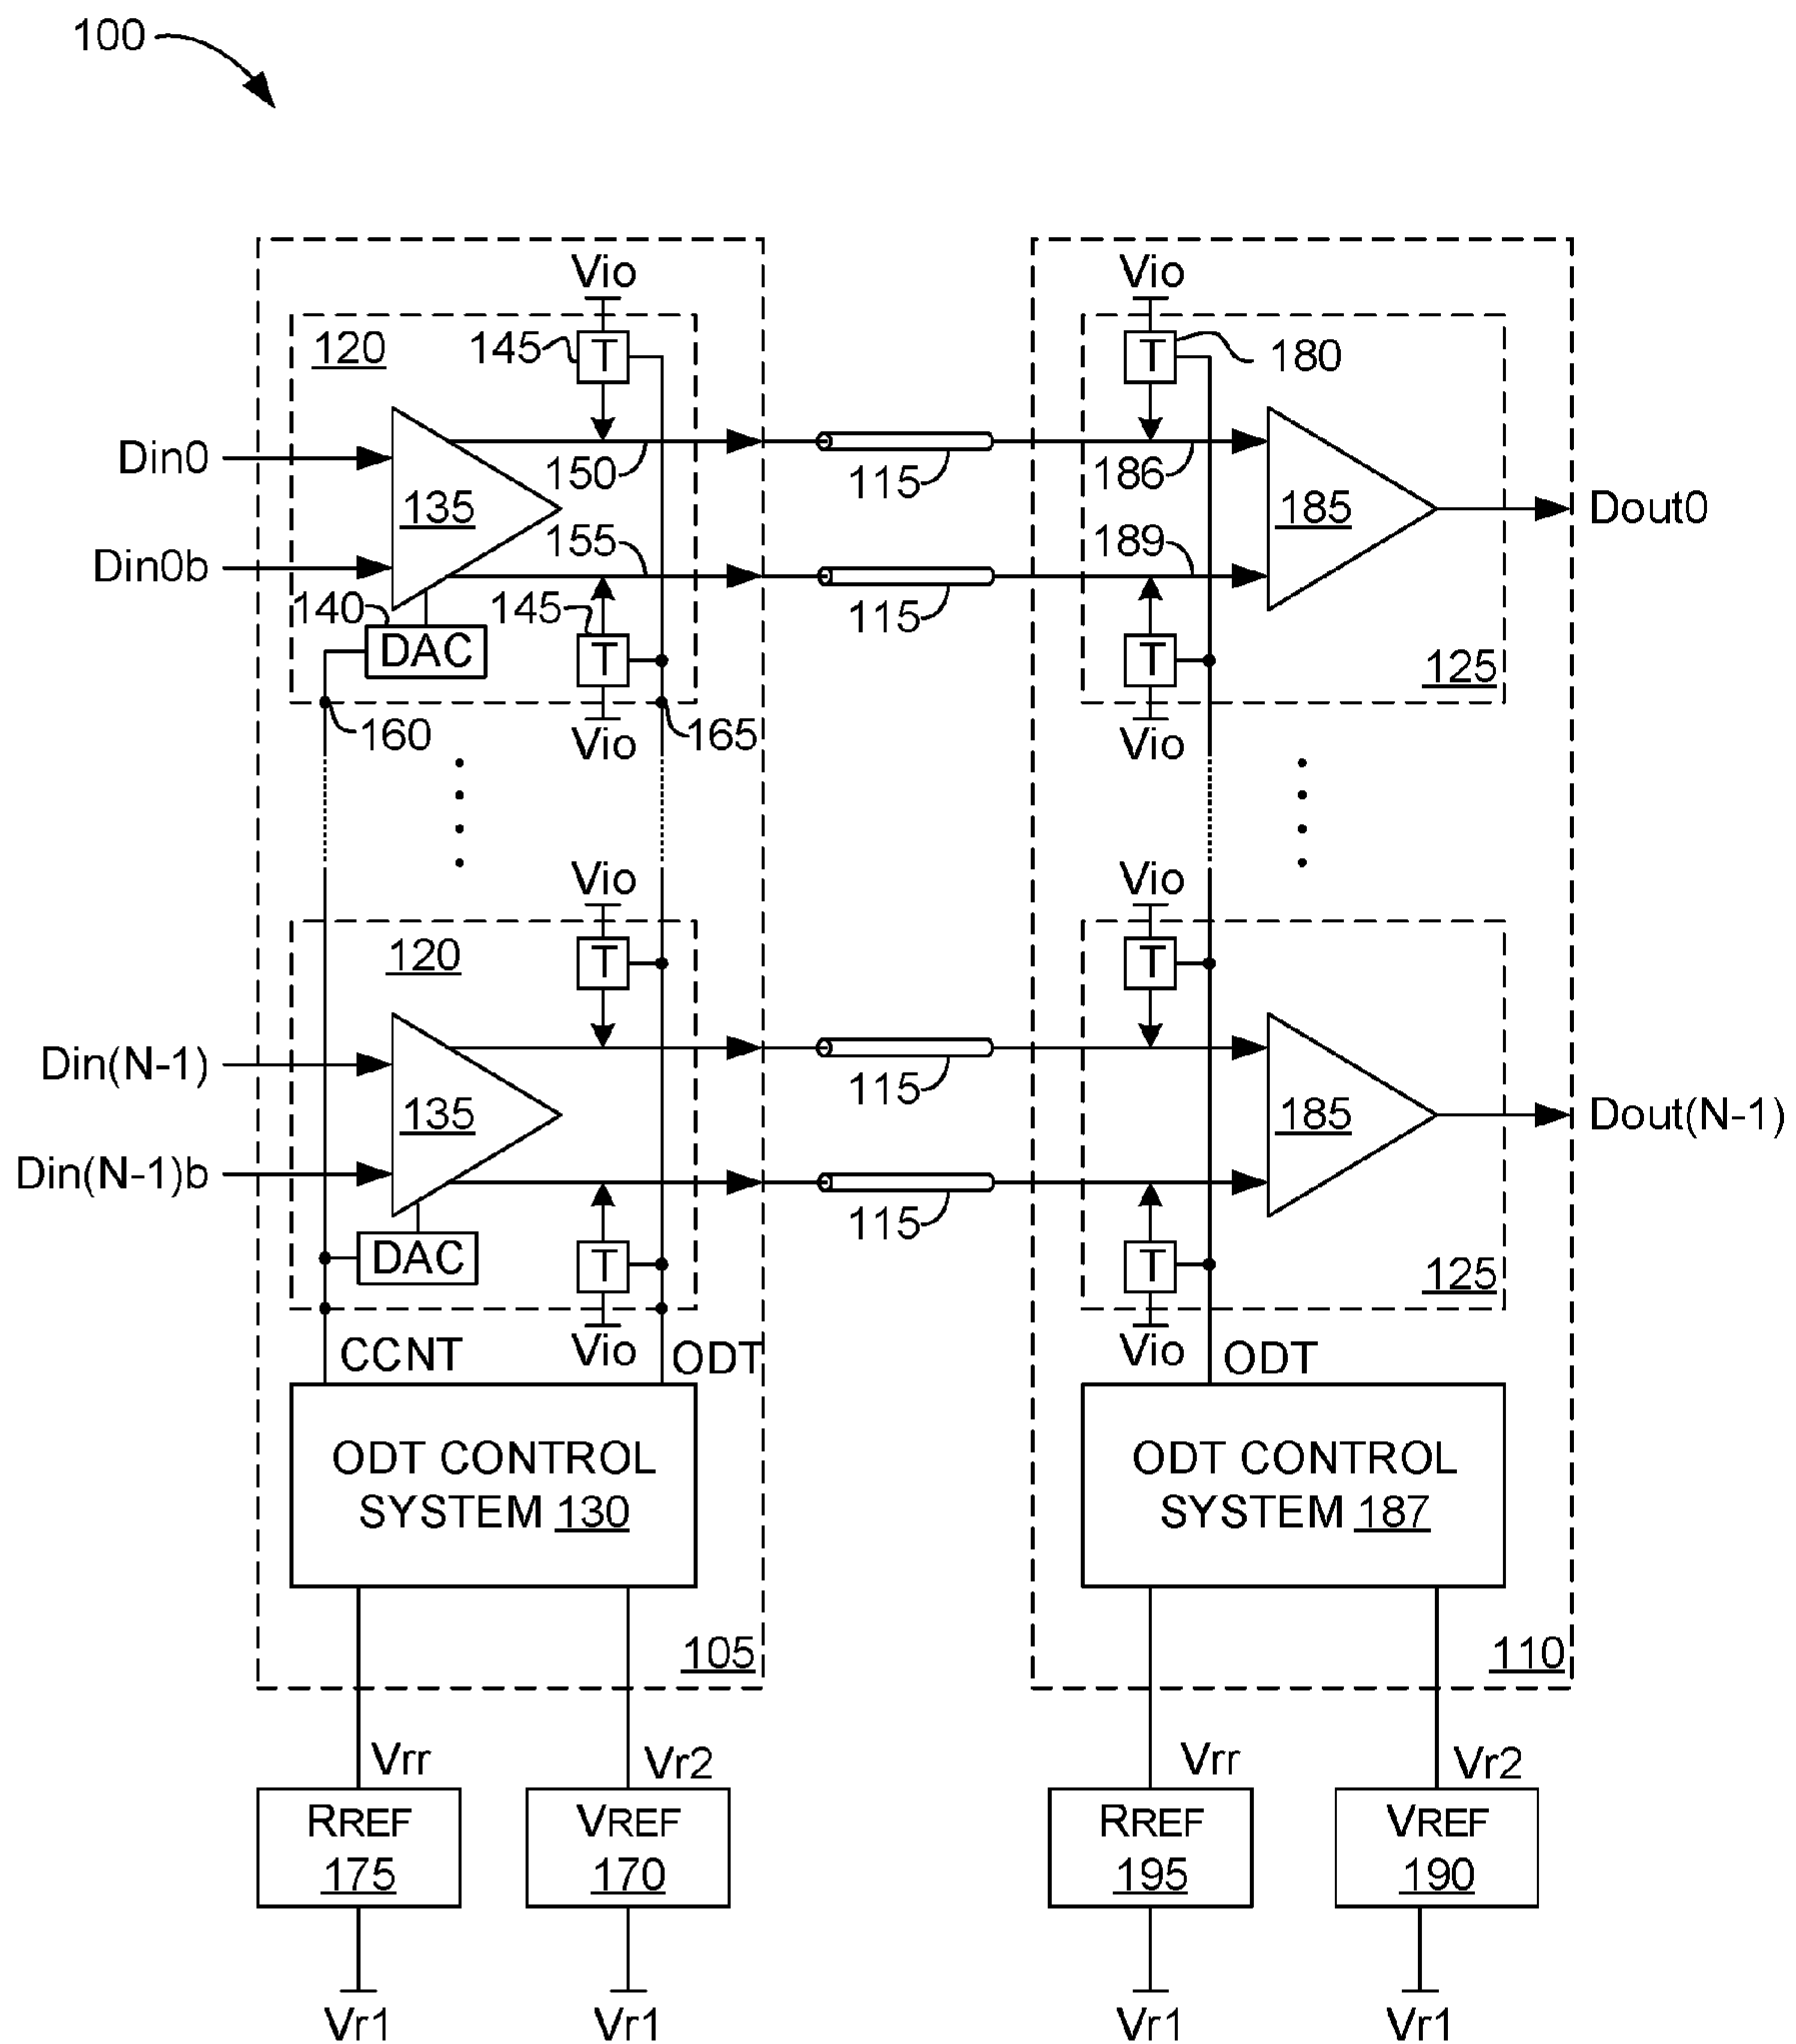 100
Vio Vio
120 145 T T 180
Din0 150 115 186
135 185 Dout0
155 189
Din0b 115
140 145
DAC T T 125
160 Vio 165 Vio
Vio Vio
120 T T
Din(N-1) 115
135 185 Dout(N-1)
Din(N-1)b 115
DAC T T 125
CCNT Vio ODT Vio ODT
ODT CONTROL ODT CONTROL
SYSTEM 130 SYSTEM 187
105 110
Vrr Vr2 Vrr Vr2
RREF VREF RREF VREF
175 170 195 190
Vr1 Vr1 Vr1 Vr1